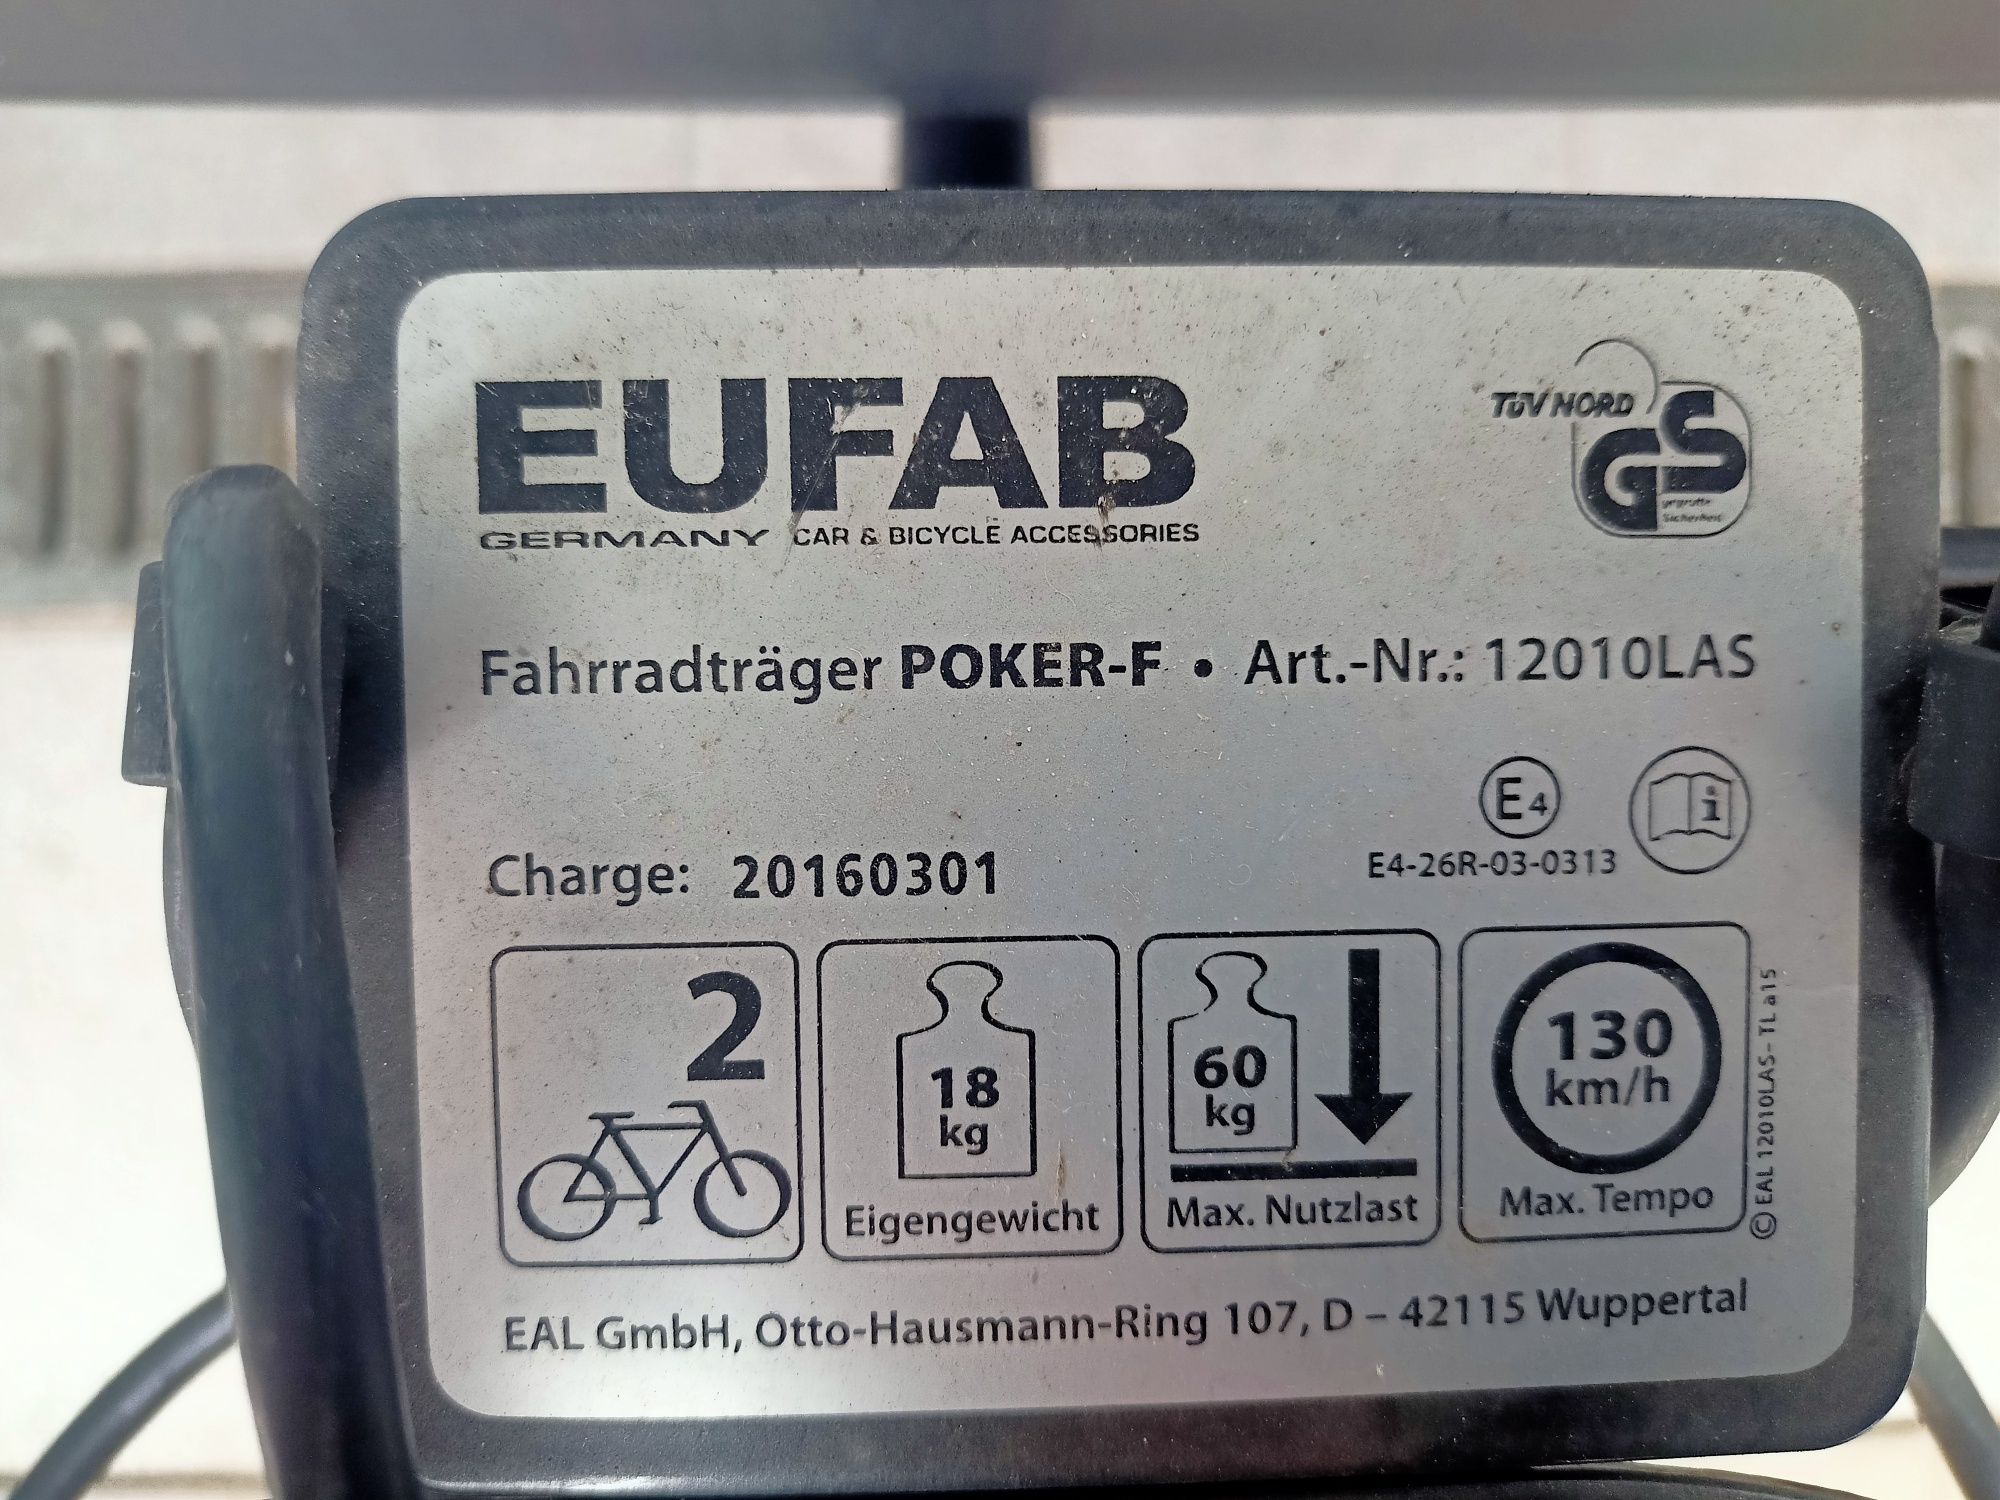 EUFAB
GERMANY CAR & BICYCLE ACCESSORIES
TÜV NORD
GS
geprüfte
Sicherheit
Fahrradträger POKER-F • Art.-Nr.: 12010LAS
E4
i
E4-26R-03-0313
Charge: 20160301
2
18
kg
Eigengewicht
60
kg
Max. Nutzlast
130
km/h
Max. Tempo
© EAL 12010LAS- TL a15
EAL GmbH, Otto-Hausmann-Ring 107, D – 42115 Wuppertal